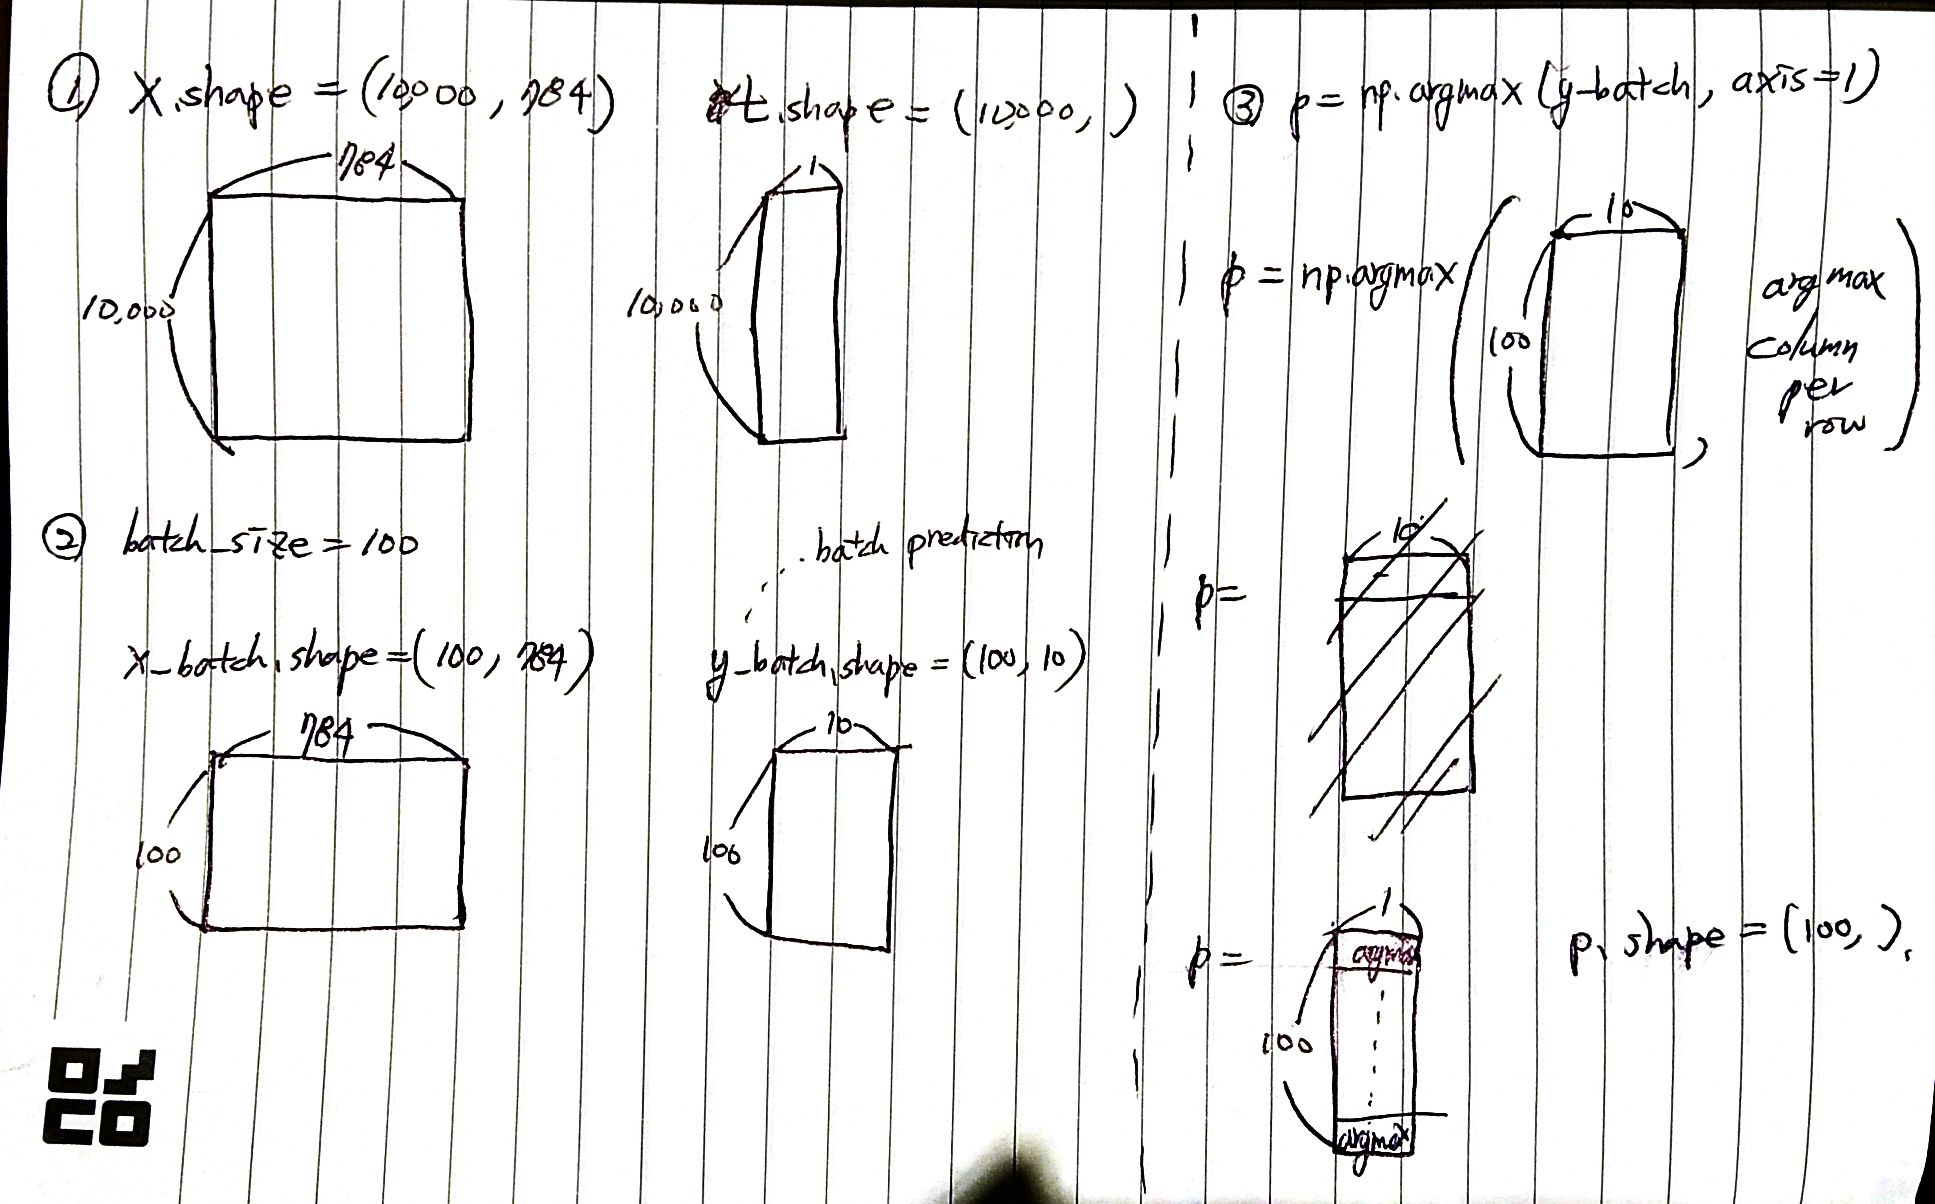 ① X.shape = (10,000, 784)
t.shape = (10,000, )
784
10,000
1
10,000
② batch_size = 100
batch prediction
x_batch.shape = (100, 784)
y_batch.shape = (100, 10)
784
100
10
100
③ p = np.argmax (y_batch, axis=1)
p = np.argmax (
10
100
,
argmax
column
per
row
)
p =
10
p =
1
argmax
100
argmax
p.shape = (100, ).
OSCO